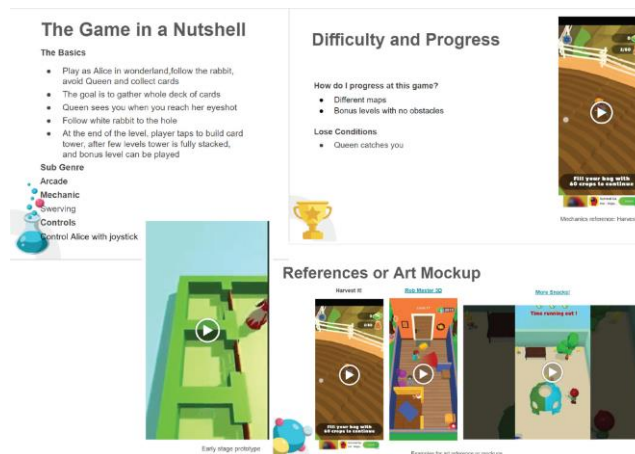 The Game in a Nutshell
The Basics
Play as Alice in wonderland,follow the rabbit,
avoid Queen and collect cards
The goal is to gather whole deck of cards
Queen sees you when you reach her eyeshot
Follow white rabbit to the hole
At the end of the level, player taps to build card
tower, after few levels tower is fully stacked,
and bonus level can be played
Sub Genre
Arcade
Mechanic
Swerving
Controls
Control Alice with joystick
Early stage prototype
Difficulty and Progress
How do I progress at this game?
Different maps
Bonus levels with no obstacles
Lose Conditions
Queen catches you
Fill your bag with
60 crops to continue
Mechanics reference: Harves
References or Art Mockup
Harvest It!
Rob Master 3D
More Snacks!
Fill your bag with
60 crops to continue
Time running out !
Examples for art reference or mockups